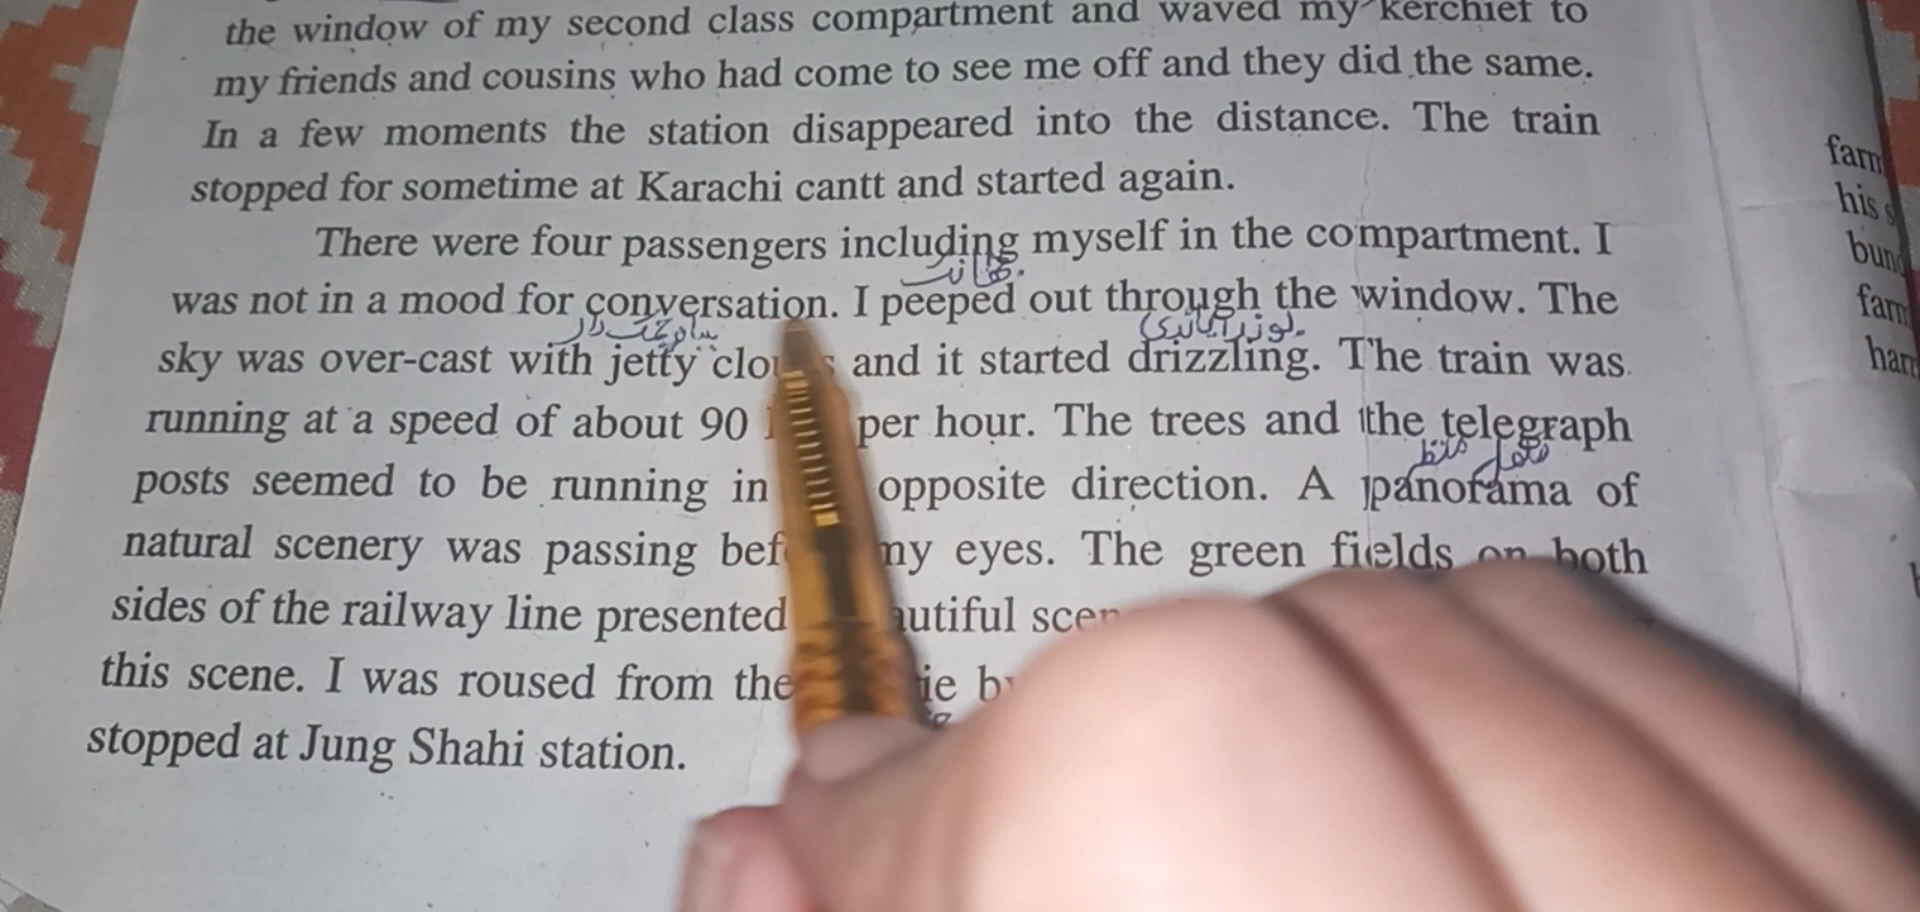 the window of my second class compartment and waved my kerchief to
my friends and cousins who had come to see me off and they did the same.
In a few moments the station disappeared into the distance. The train
stopped for sometime at Karachi cantt and started again.
There were four passengers including myself in the compartment. I
was not in a mood for conversation. I peeped out through the window. The
sky was over-cast with jetty and it started drizzling. The train was
running at a speed of about 90 per hour. The trees and the telegraph
posts seemed to be running in opposite direction. A panorama of
natural scenery was passing my eyes. The green fields on both
sides of the railway line presented
this scene. I was roused from the
stopped at Jung Shahi station.
farm
his